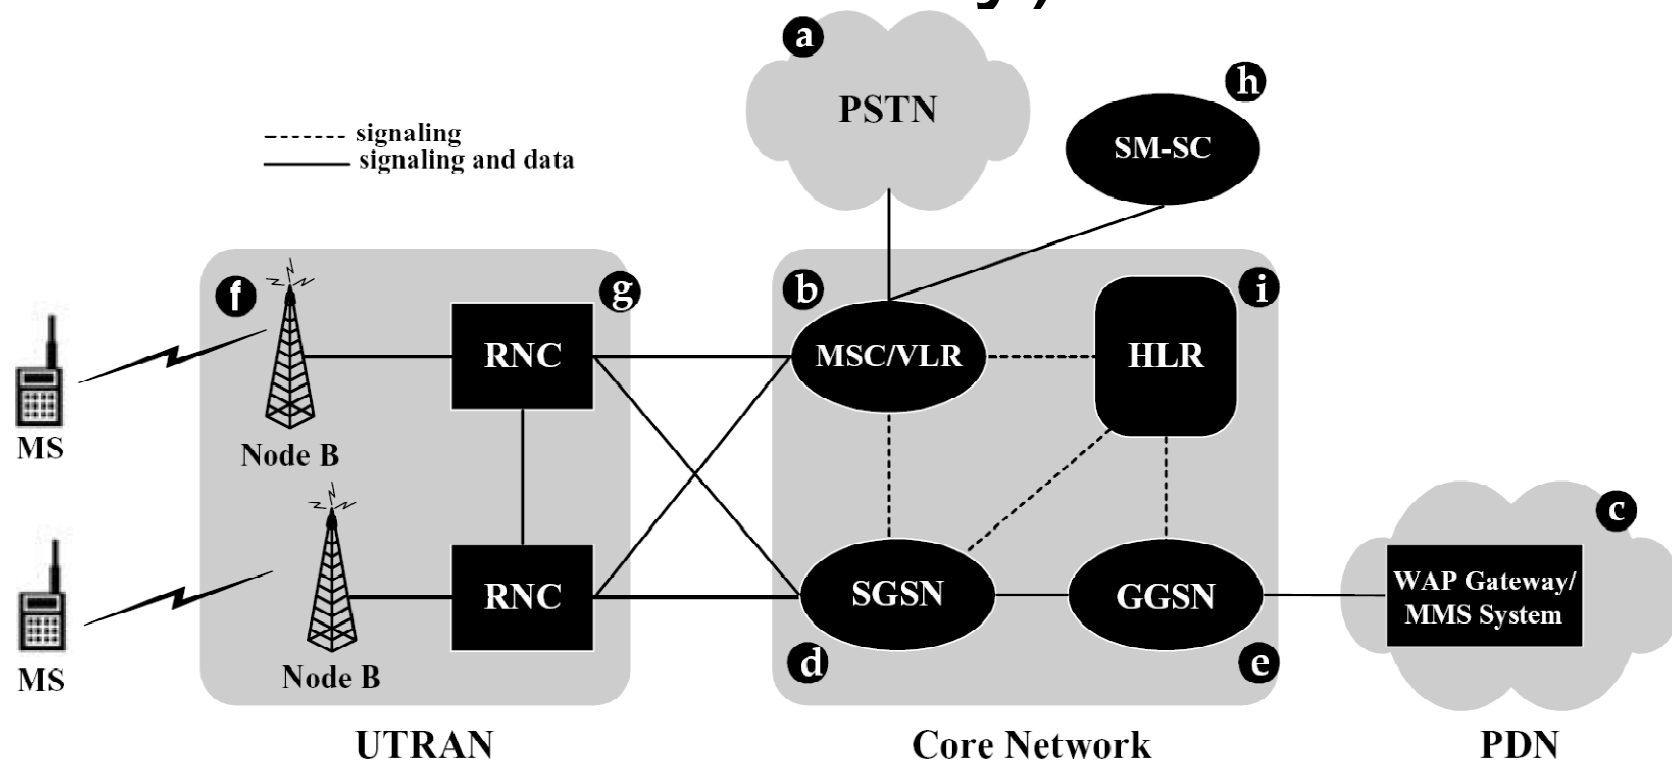 a
PSTN
h
SM-SC
signaling
signaling and data
f
g
b
i
RNC
MSC/VLR
HLR
MS
Node B
c
RNC
SGSN
GGSN
WAP Gateway/
MMS System
MS
Node B
d
e
UTRAN
Core Network
PDN